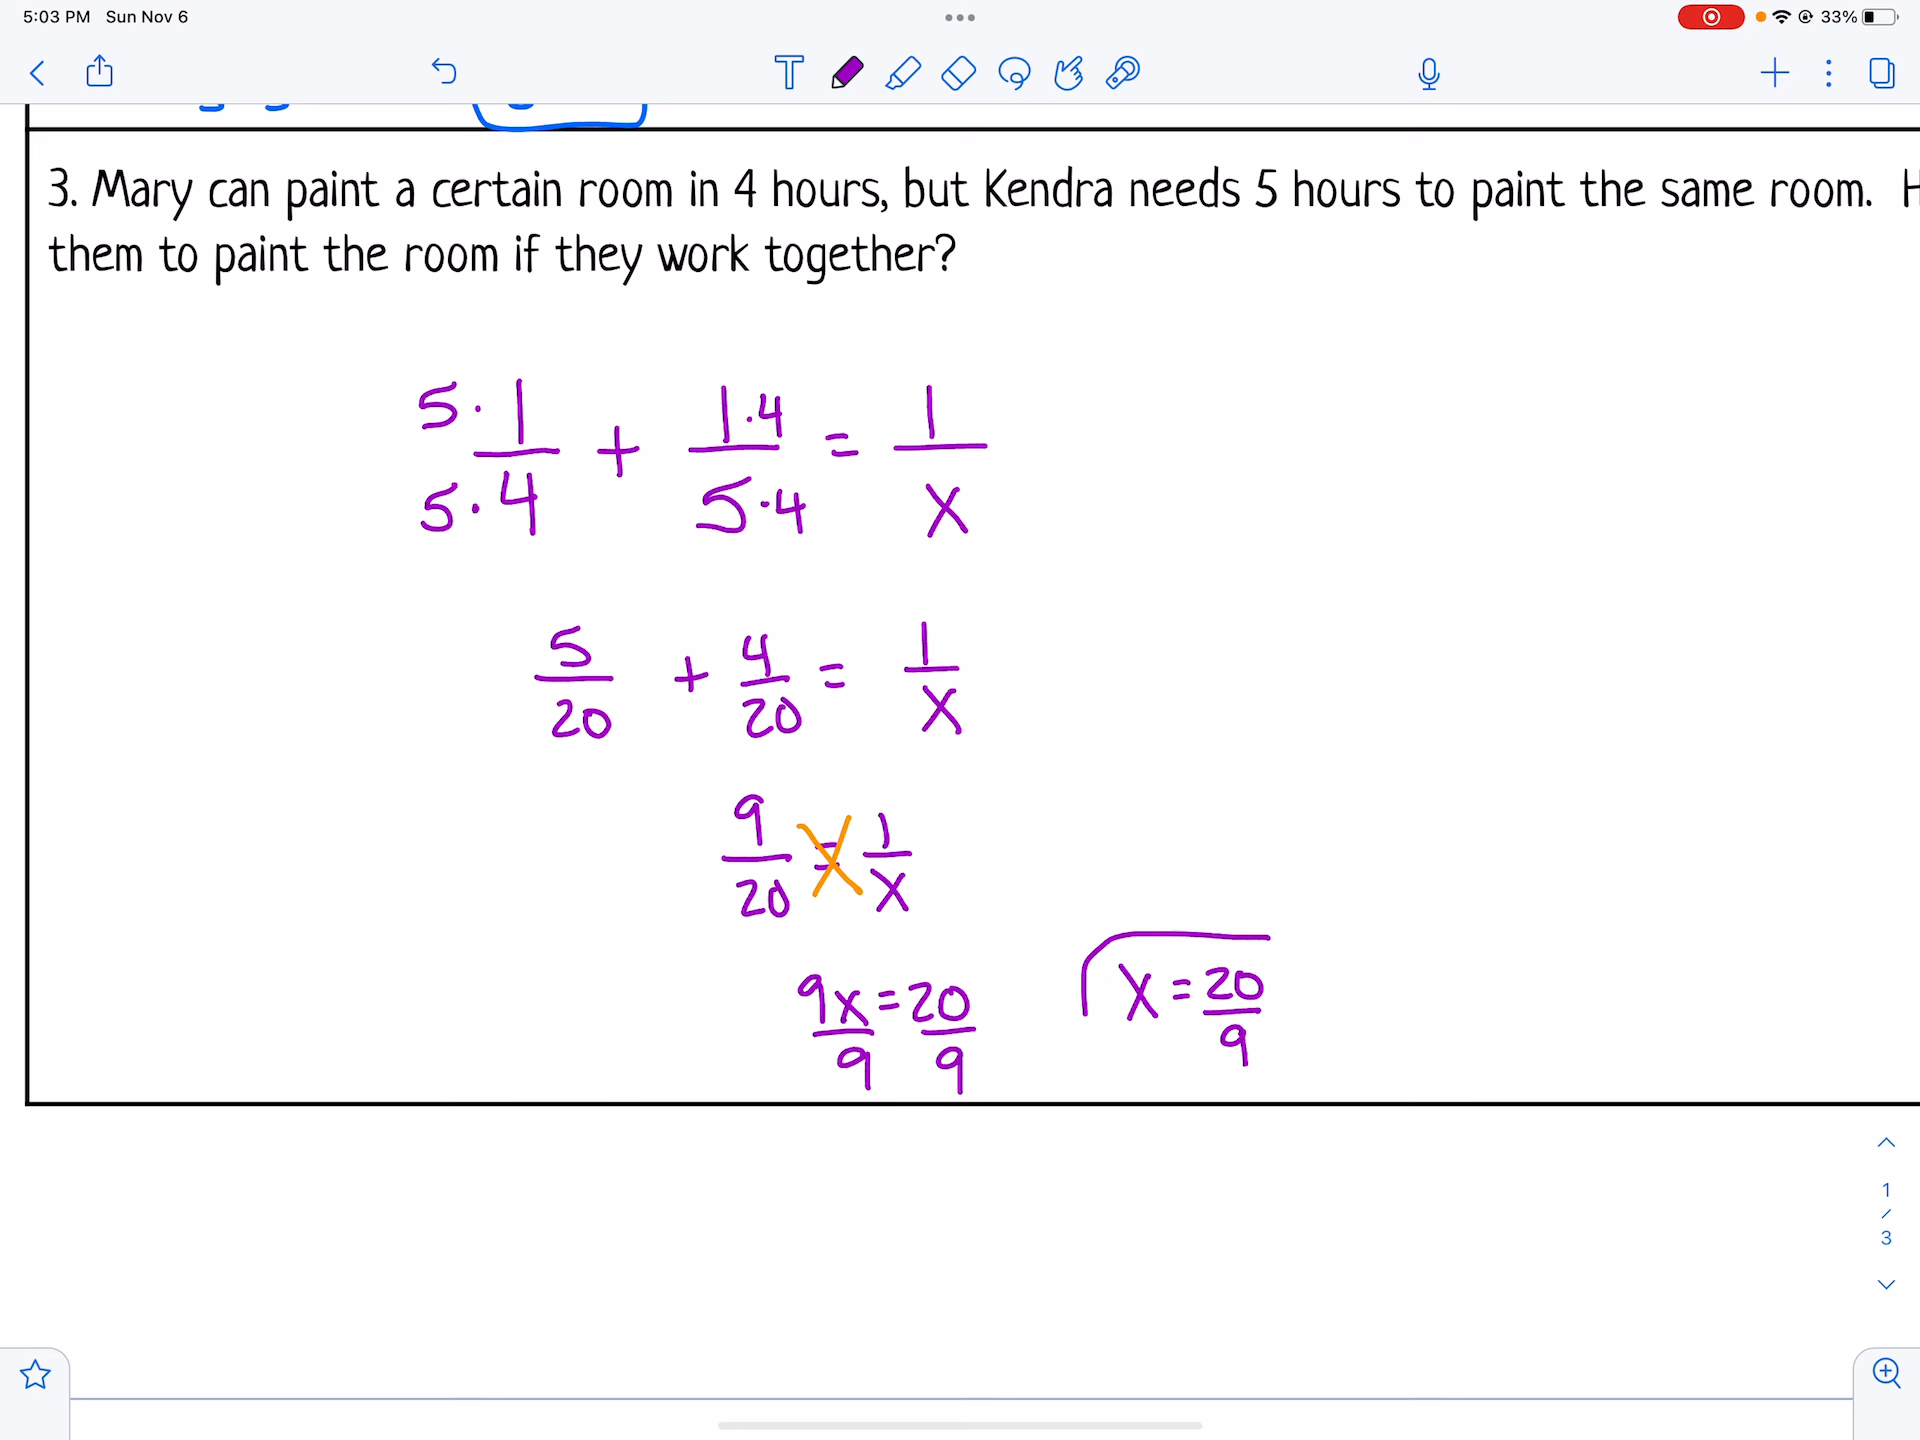 5:03 PM Sun Nov 6
33%
T
3. Mary can paint a certain room in 4 hours, but Kendra needs 5 hours to paint the same room. H
them to paint the room if they work together?
5·1/5·4 + 1·4/5·4 = 1/x
5/20 + 4/20 = 1/x
9/20 = 1/x
9x/9 = 20/9
x = 20/9
1
/
3